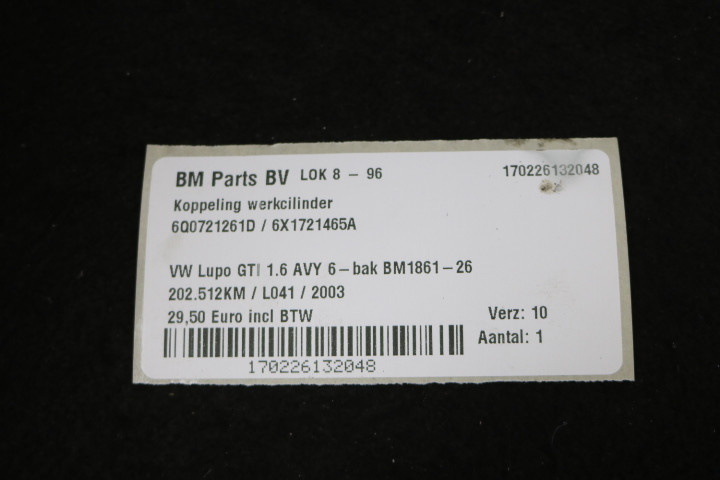 BM Parts BV LOK 8 - 96 170226132048
Koppeling werkcilinder
6Q0721261D / 6X1721465A
VW Lupo GTI 1.6 AVY 6-bak BM1861-26
202.512KM / L041 / 2003
29,50 Euro incl BTW Verz: 10
Aantal: 1
170226132048